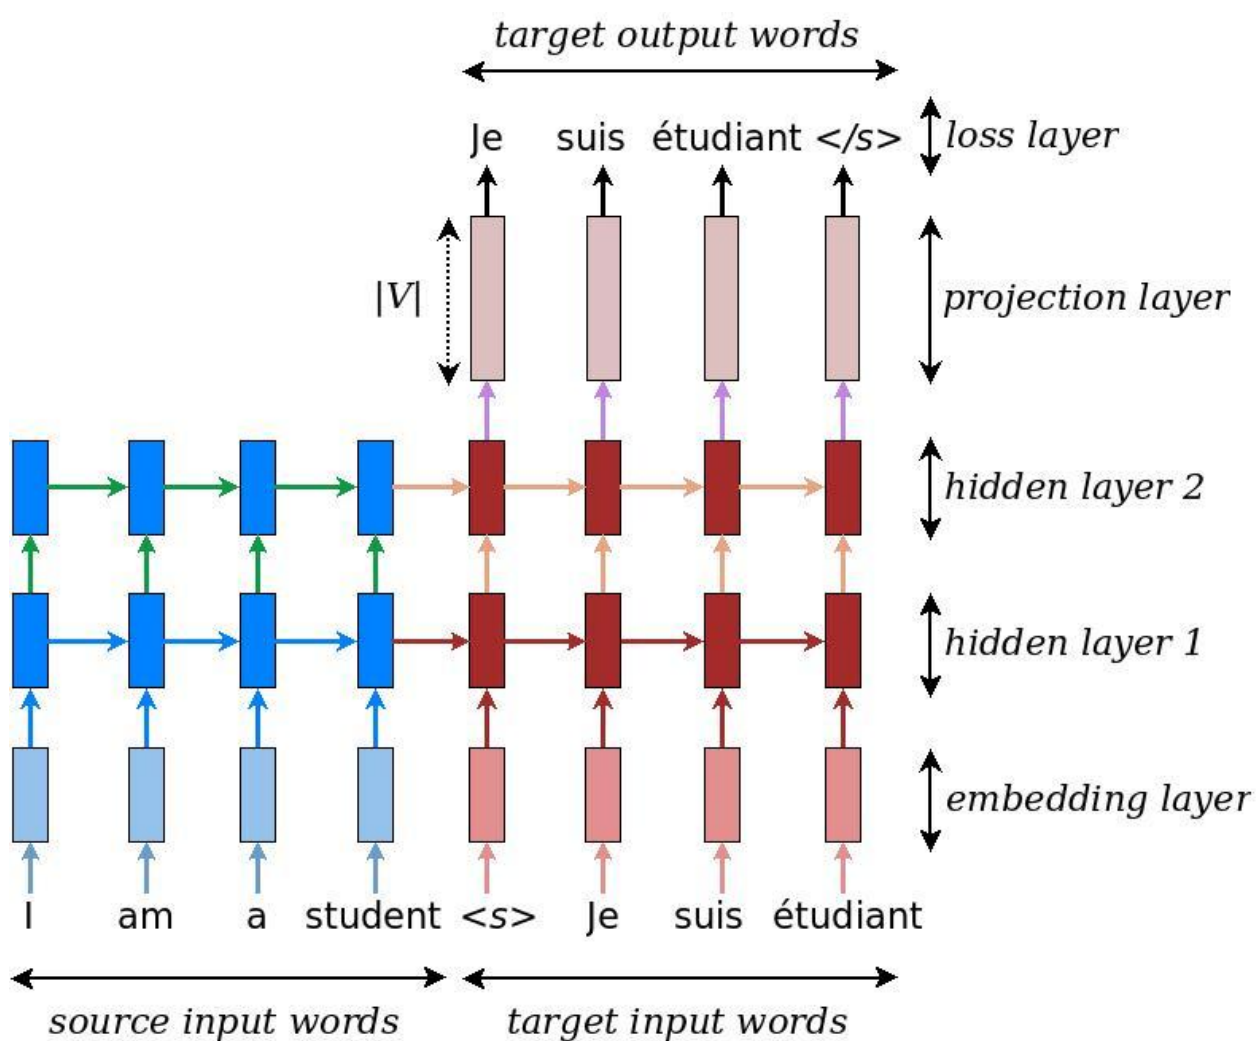 target output words
Je suis étudiant </s>
loss layer
|V|
projection layer
hidden layer 2
hidden layer 1
embedding layer
I am a student <s> Je suis étudiant
source input words
target input words